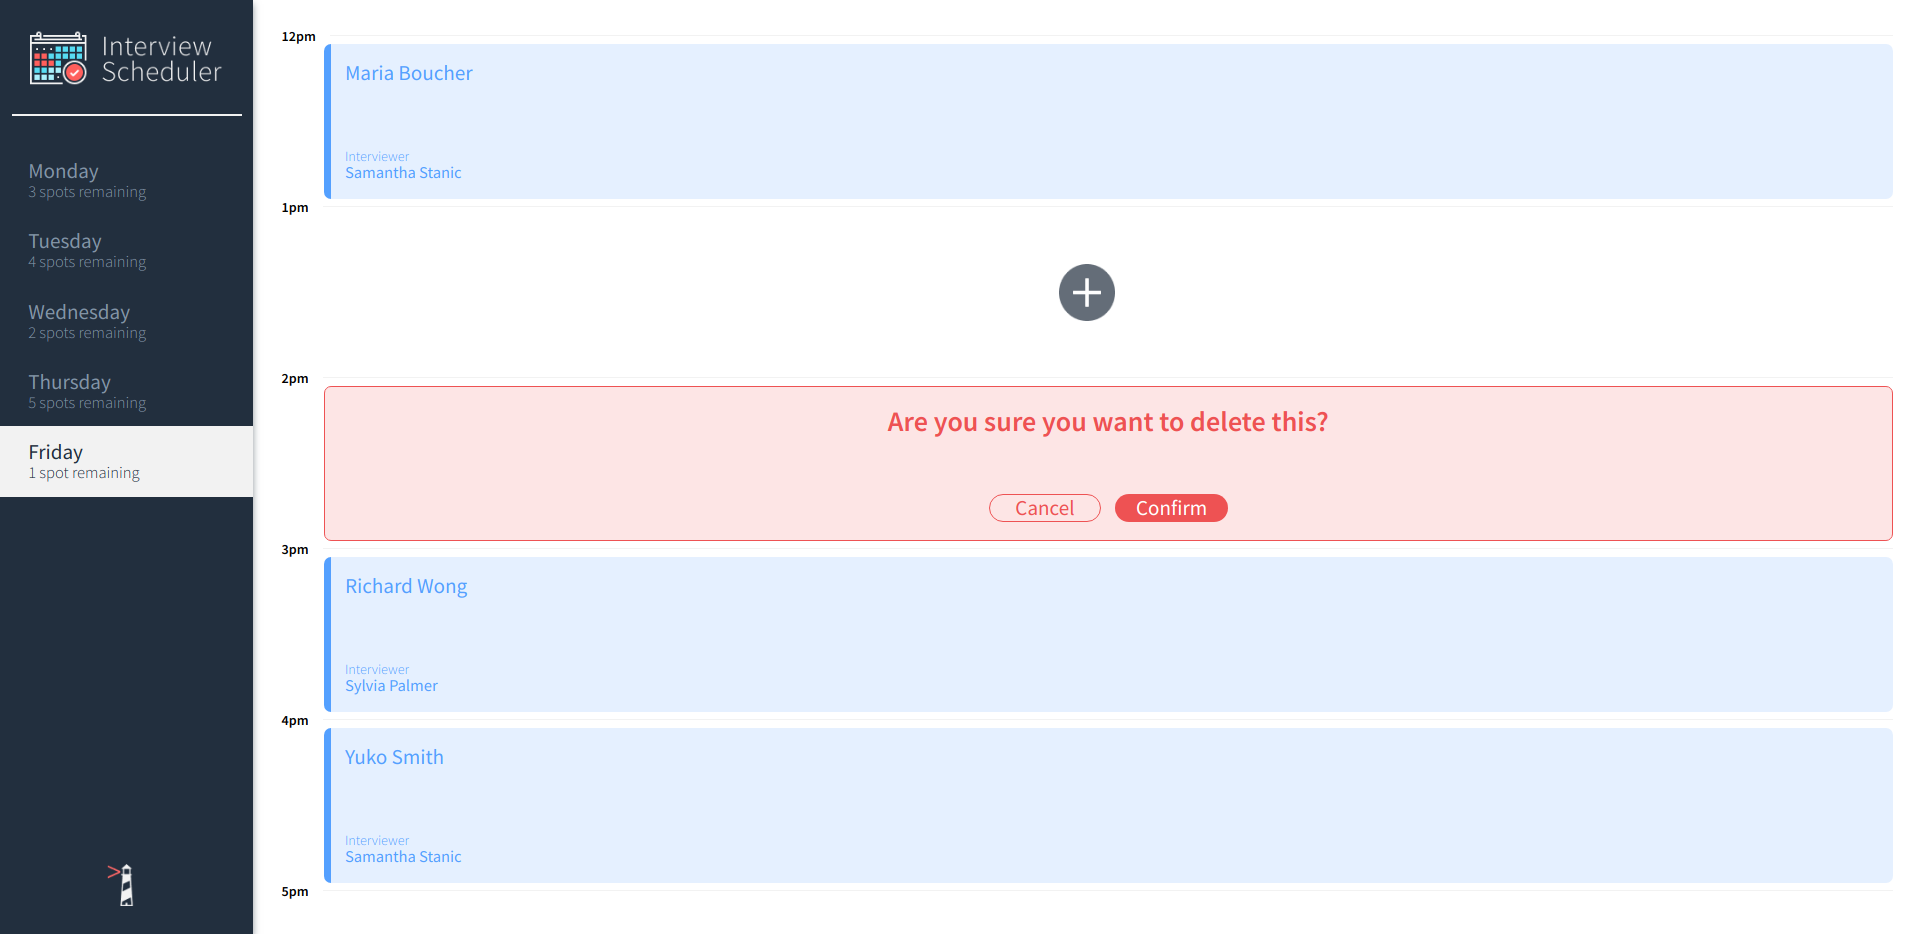 Interview
Scheduler
Monday
3 spots remaining
Tuesday
4 spots remaining
Wednesday
2 spots remaining
Thursday
5 spots remaining
Friday
1 spot remaining
12pm
Maria Boucher
Interviewer
Samantha Stanic
1pm
2pm
Are you sure you want to delete this?
Cancel Confirm
3pm
Richard Wong
Interviewer
Sylvia Palmer
4pm
Yuko Smith
Interviewer
Samantha Stanic
5pm